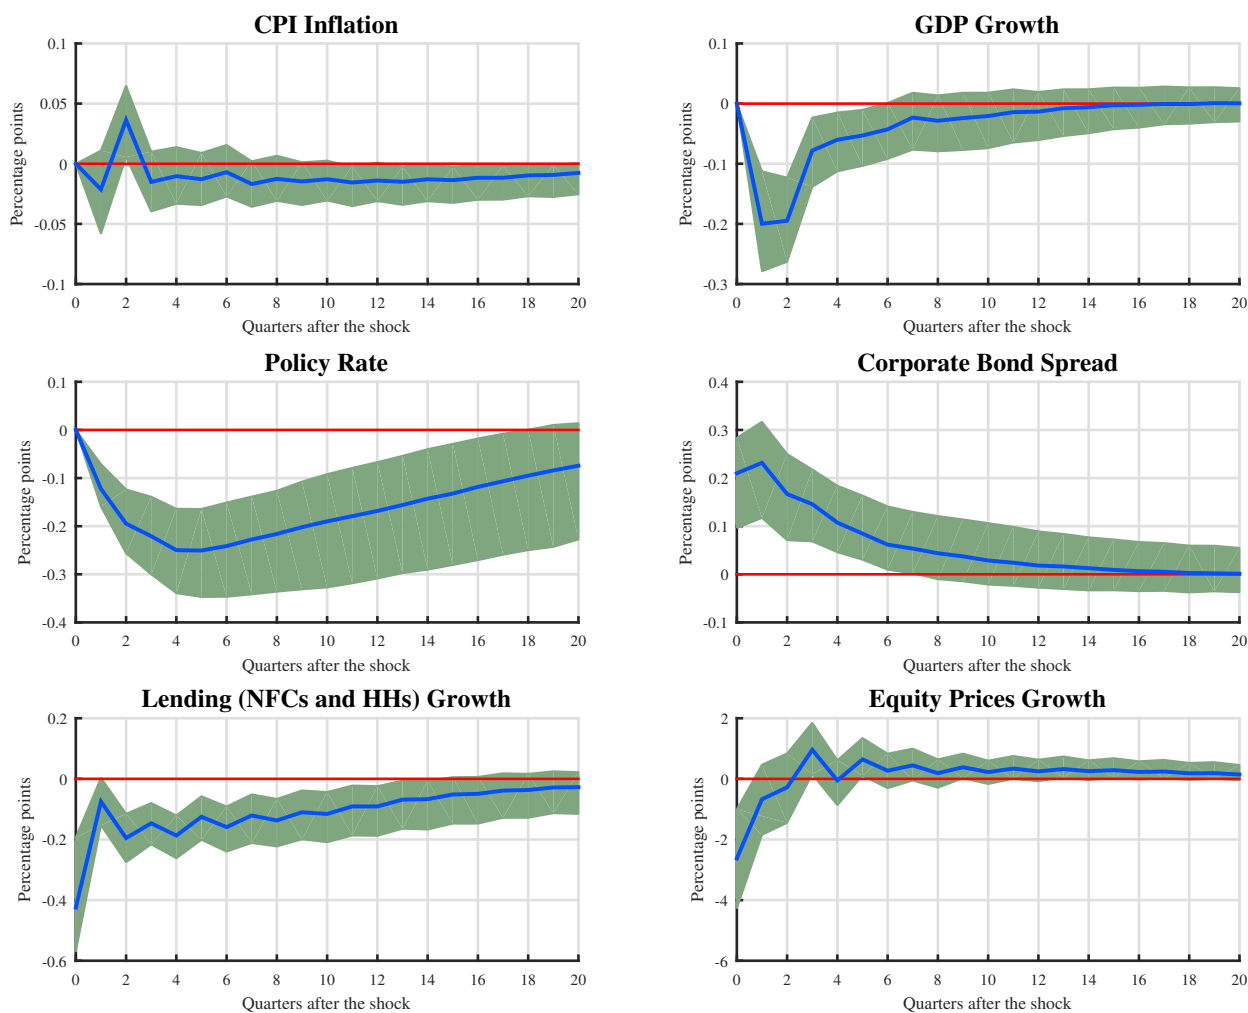 CPI Inflation
Percentage points
0.1
0.05
0
-0.05
-0.1
0 2 4 6 8 10 12 14 16 18 20
Quarters after the shock
GDP Growth
Percentage points
0.1
0
-0.1
-0.2
-0.3
0 2 4 6 8 10 12 14 16 18 20
Quarters after the shock
Policy Rate
Percentage points
0.1
0
-0.1
-0.2
-0.3
-0.4
0 2 4 6 8 10 12 14 16 18 20
Quarters after the shock
Corporate Bond Spread
Percentage points
0.4
0.3
0.2
0.1
0
-0.1
0 2 4 6 8 10 12 14 16 18 20
Quarters after the shock
Lending (NFCs and HHs) Growth
Percentage points
0.2
0
-0.2
-0.4
-0.6
0 2 4 6 8 10 12 14 16 18 20
Quarters after the shock
Equity Prices Growth
Percentage points
2
0
-2
-4
-6
0 2 4 6 8 10 12 14 16 18 20
Quarters after the shock